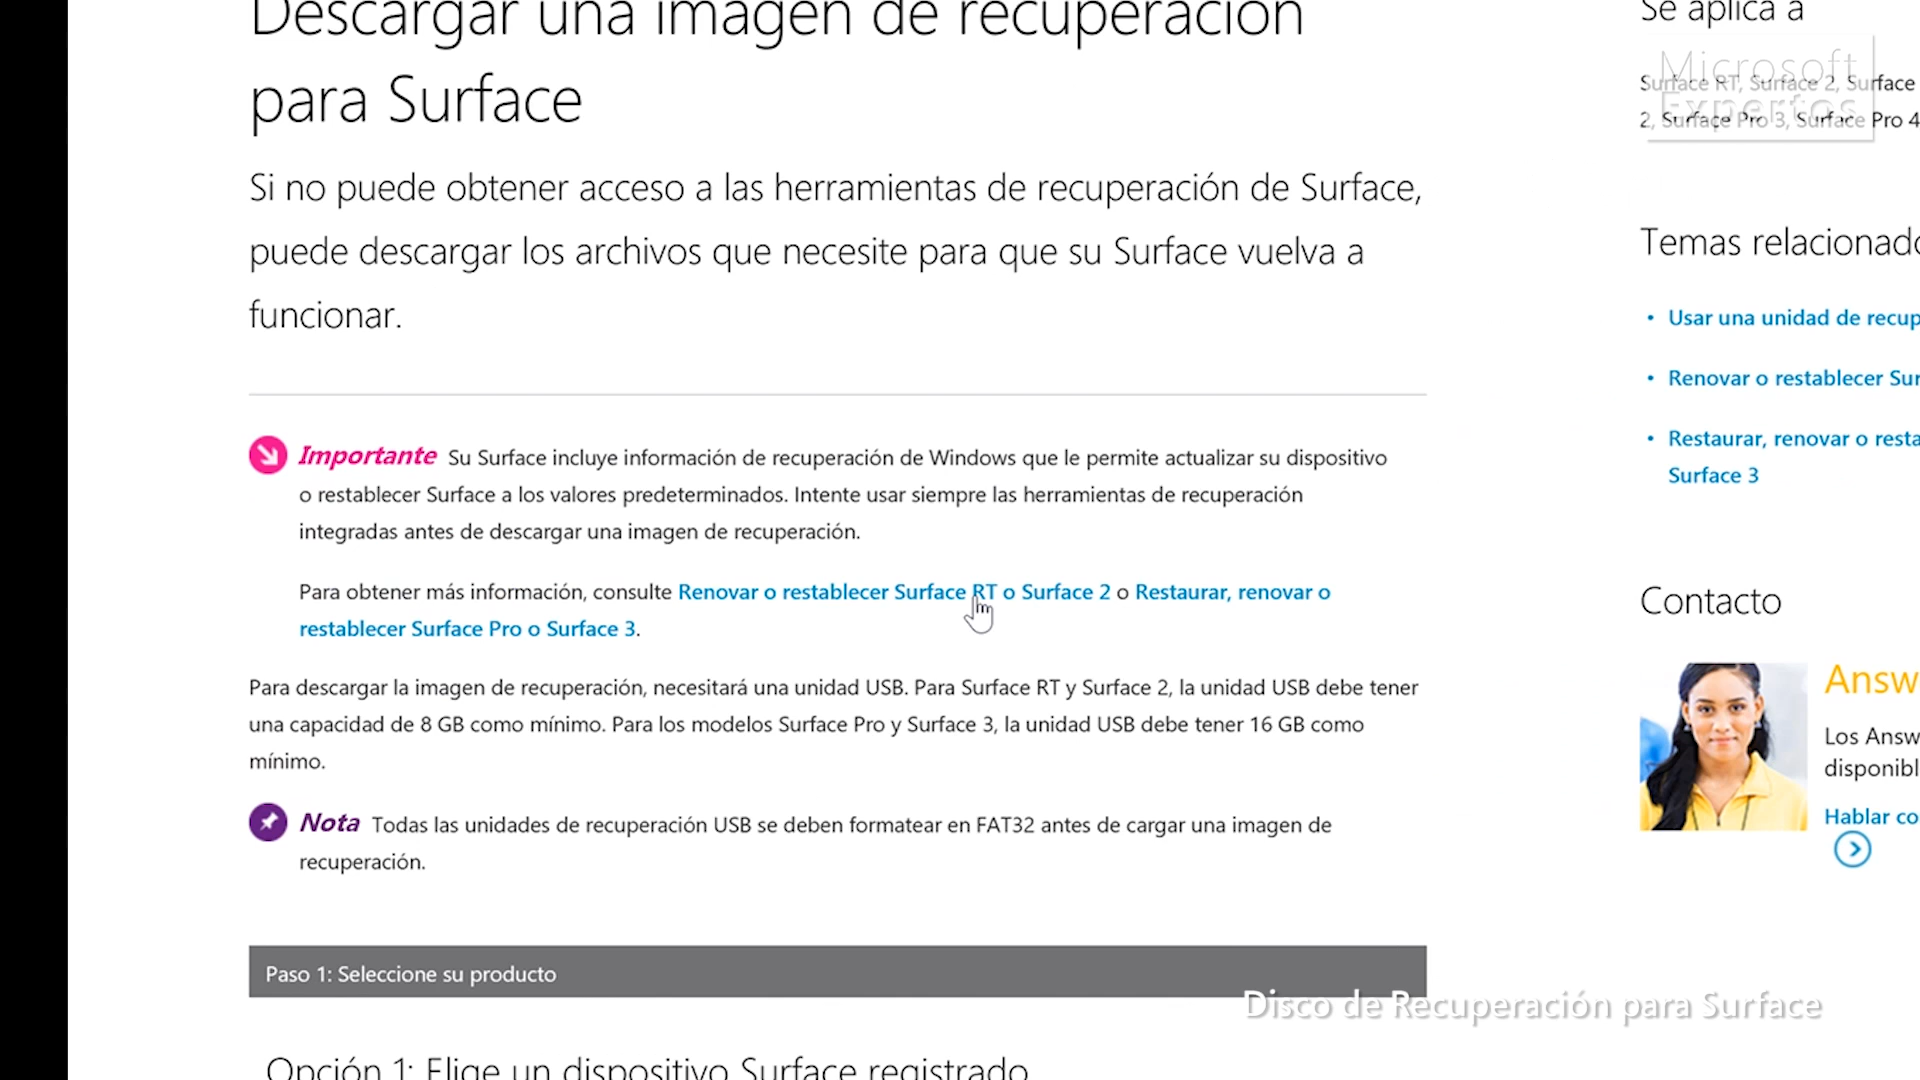 Descargar una imagen de recuperación
para Surface
Si no puede obtener acceso a las herramientas de recuperación de Surface,
puede descargar los archivos que necesite para que su Surface vuelva a
funcionar.
Importante Su Surface incluye información de recuperación de Windows que le permite actualizar su dispositivo
o restablecer Surface a los valores predeterminados. Intente usar siempre las herramientas de recuperación
integradas antes de descargar una imagen de recuperación.
Para obtener más información, consulte Renovar o restablecer Surface RT o Surface 2 o Restaurar, renovar o
restablecer Surface Pro o Surface 3.
Para descargar la imagen de recuperación, necesitará una unidad USB. Para Surface RT y Surface 2, la unidad USB debe tener
una capacidad de 8 GB como mínimo. Para los modelos Surface Pro y Surface 3, la unidad USB debe tener 16 GB como
mínimo.
Nota Todas las unidades de recuperación USB se deben formatear en FAT32 antes de cargar una imagen de
recuperación.
Paso 1: Seleccione su producto
Opción 1: Elige un dispositivo Surface registrado
Se aplica a
Surface RT, Surface 2, Surface
2, Surface Pro 3, Surface Pro 4
Microsoft
Expertos
Temas relacionado
• Usar una unidad de recup
• Renovar o restablecer Sur
• Restaurar, renovar o resta
Surface 3
Contacto
Answ
Los Answ
disponibl
Hablar co
Disco de Recuperación para Surface